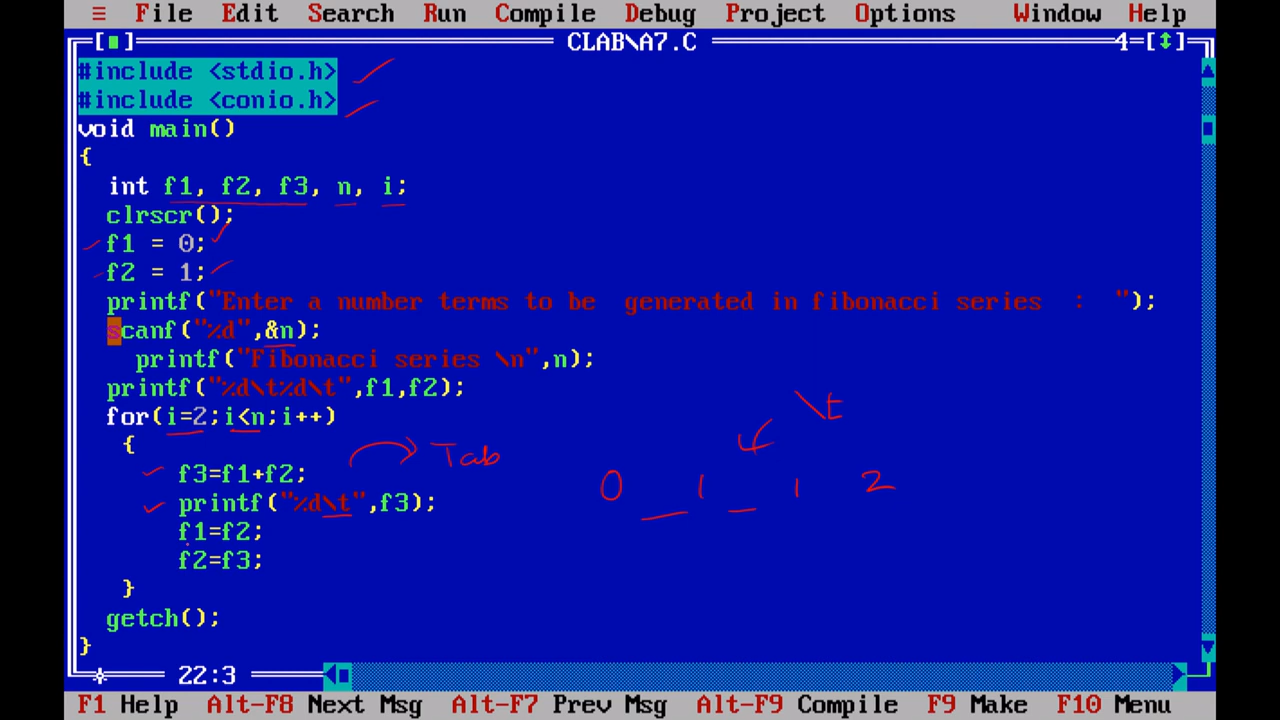 ≡ File Edit Search Run Compile Debug Project Options Window Help
[■] CLAB\A7.C 4=[↕]
#include <stdio.h>
#include <conio.h>
void main()
{
int f1, f2, f3, n, i;
clrscr();
f1 = 0;
f2 = 1;
printf("Enter a number terms to be  generated in fibonacci series  :  ");
scanf("%d",&n);
printf("Fibonacci series \n",n);
printf("%d\t%d\t",f1,f2);
for(i=2;i<n;i++)
\t
{
f3=f1+f2;
Tab
0 1 1 2
printf("%d\t",f3);
f1=f2;
f2=f3;
}
getch();
}
22:3
F1 Help Alt-F8 Next Msg Alt-F7 Prev Msg Alt-F9 Compile F9 Make F10 Menu